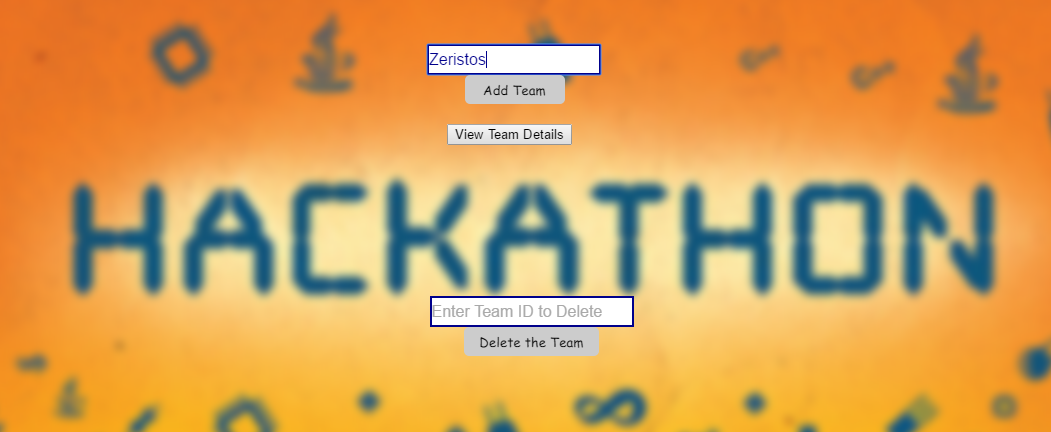 Zeristos
Add Team
View Team Details
HACKATHON
Enter Team ID to Delete
Delete the Team